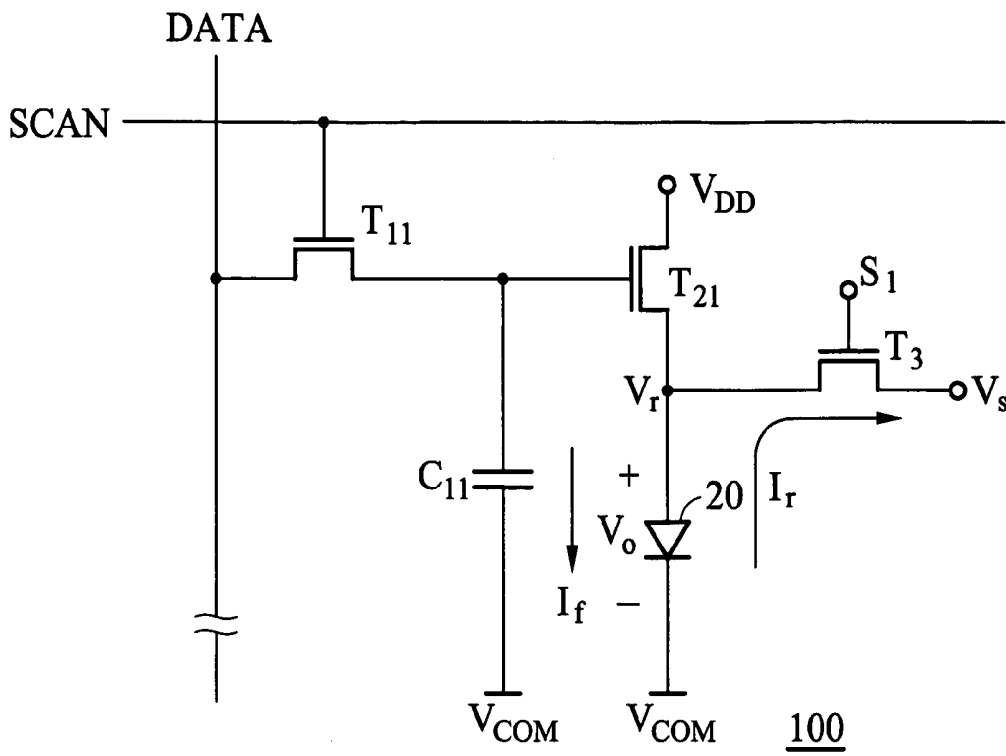 DATA
SCAN
T11
VDD
T21
S1
T3
Vr
Vs
C11
+
20
Ir
Vo
If
−
VCOM
VCOM
100